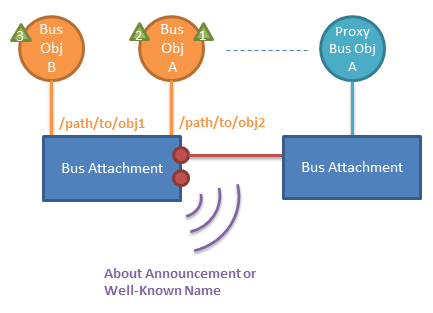 3
Bus
Obj
B
2
Bus
Obj
A
1
Proxy
Bus Obj
A
/path/to/obj1
/path/to/obj2
Bus Attachment
Bus Attachment
About Announcement or
Well-Known Name